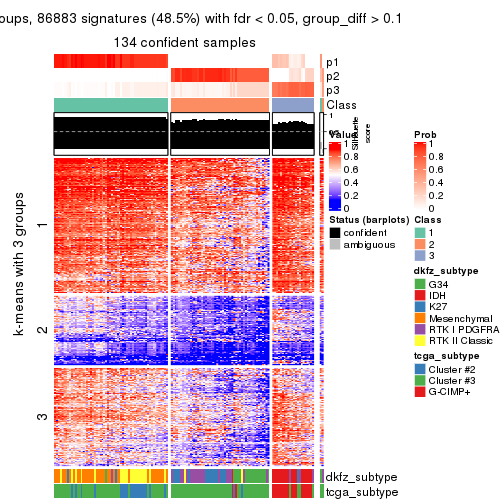 oups, 86883 signatures (48.5%) with fdr < 0.05, group_diff > 0.1
134 confident samples
p1
p2
p3
Class
1
0
Silhouette
score
k-means with 3 groups
1
2
3
dkfz_subtype
tcga_subtype
Value
1
0.8
0.6
0.4
0.2
0
Prob
1
0.8
0.6
0.4
0.2
0
Status (barplots)
confident
ambiguous
Class
1
2
3
dkfz_subtype
G34
IDH
K27
Mesenchymal
RTK I PDGFRA
RTK II Classic
tcga_subtype
Cluster #2
Cluster #3
G-CIMP+